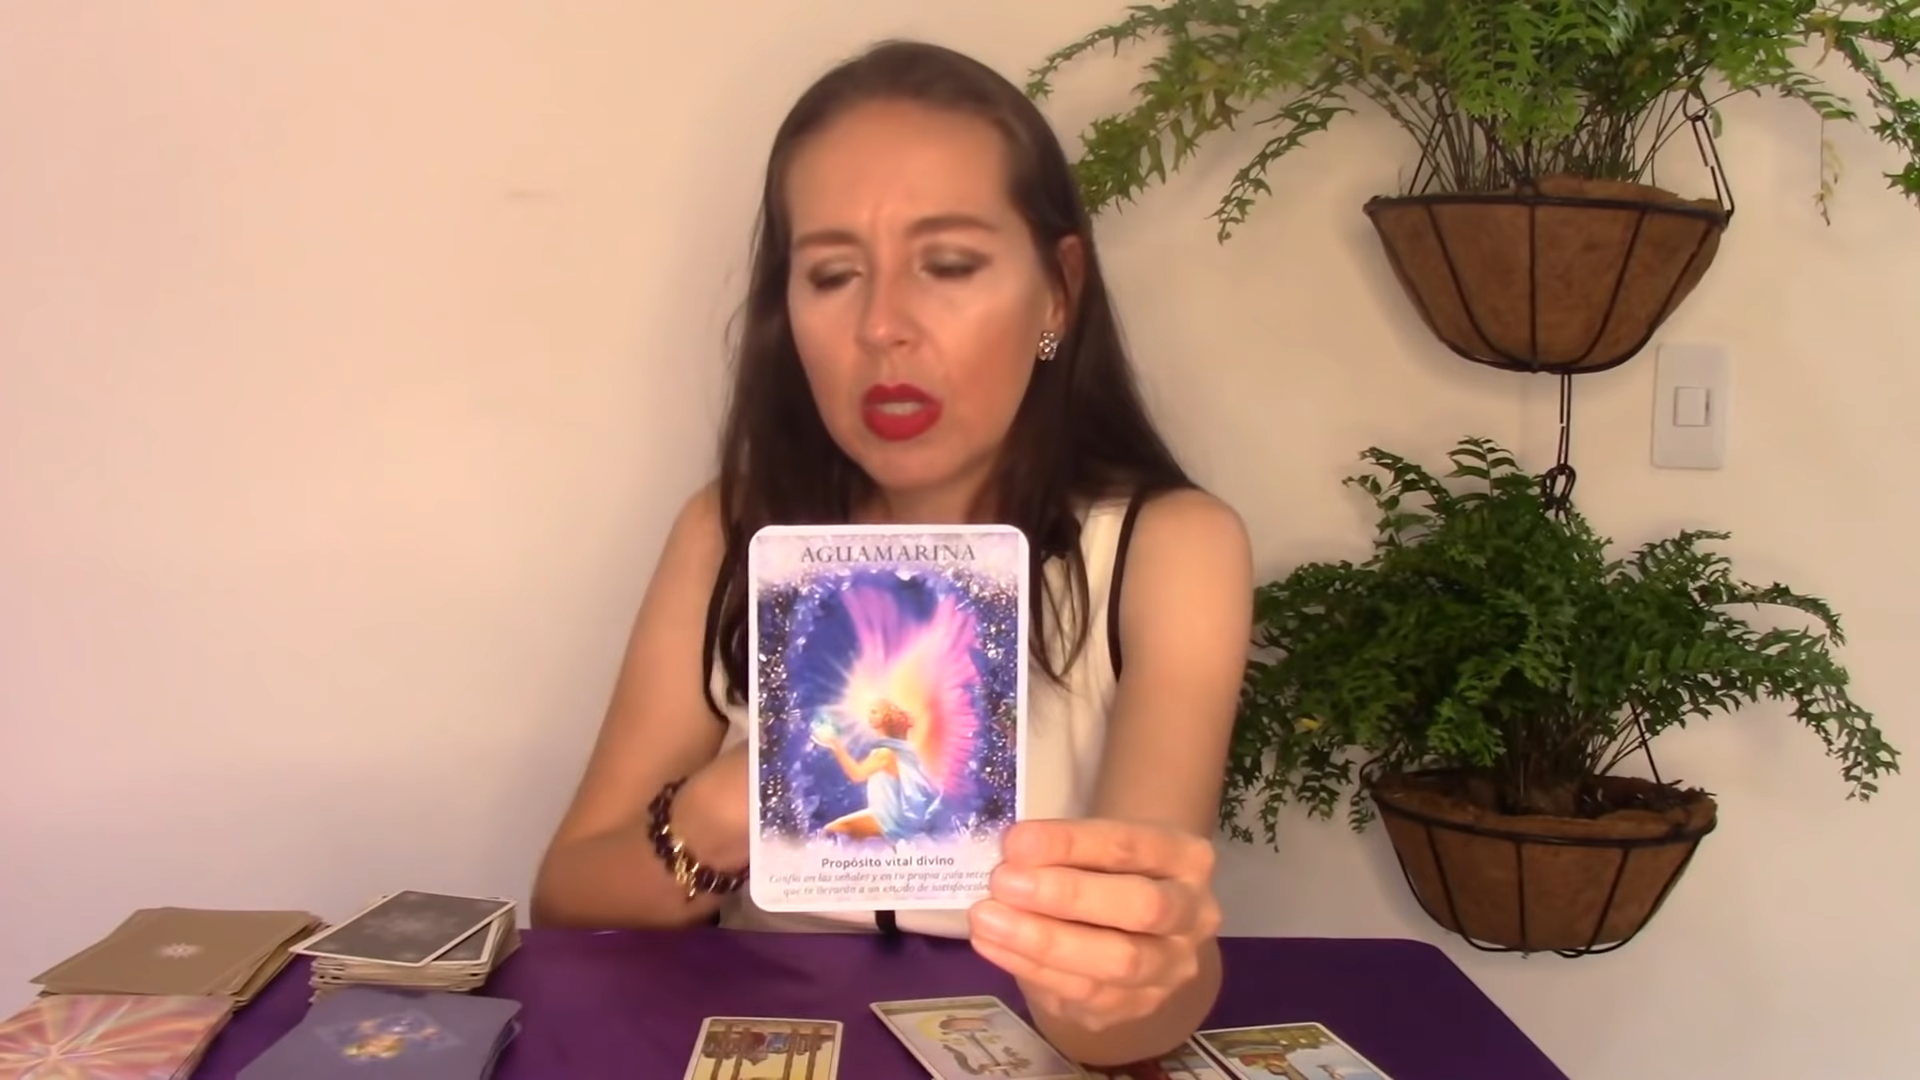 AGUAMARINA
Propósito vital divino
Confía en las señales y en tu propia guía
que te llevarán a un estado de satisfacción